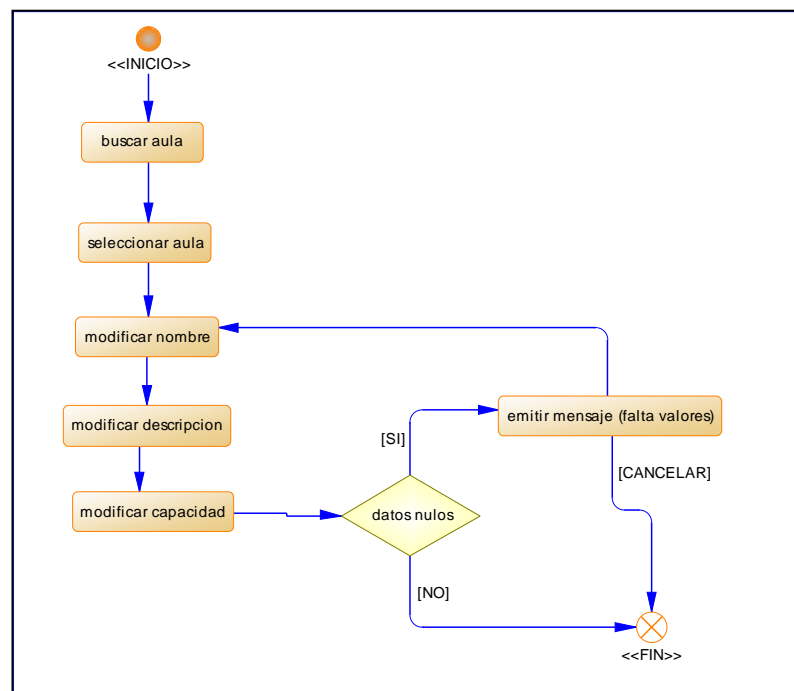 <<INICIO>>
buscar aula
seleccionar aula
modificar nombre
modificar descripcion
emitir mensaje (falta valores)
[SI]
[CANCELAR]
modificar capacidad
datos nulos
[NO]
<<FIN>>